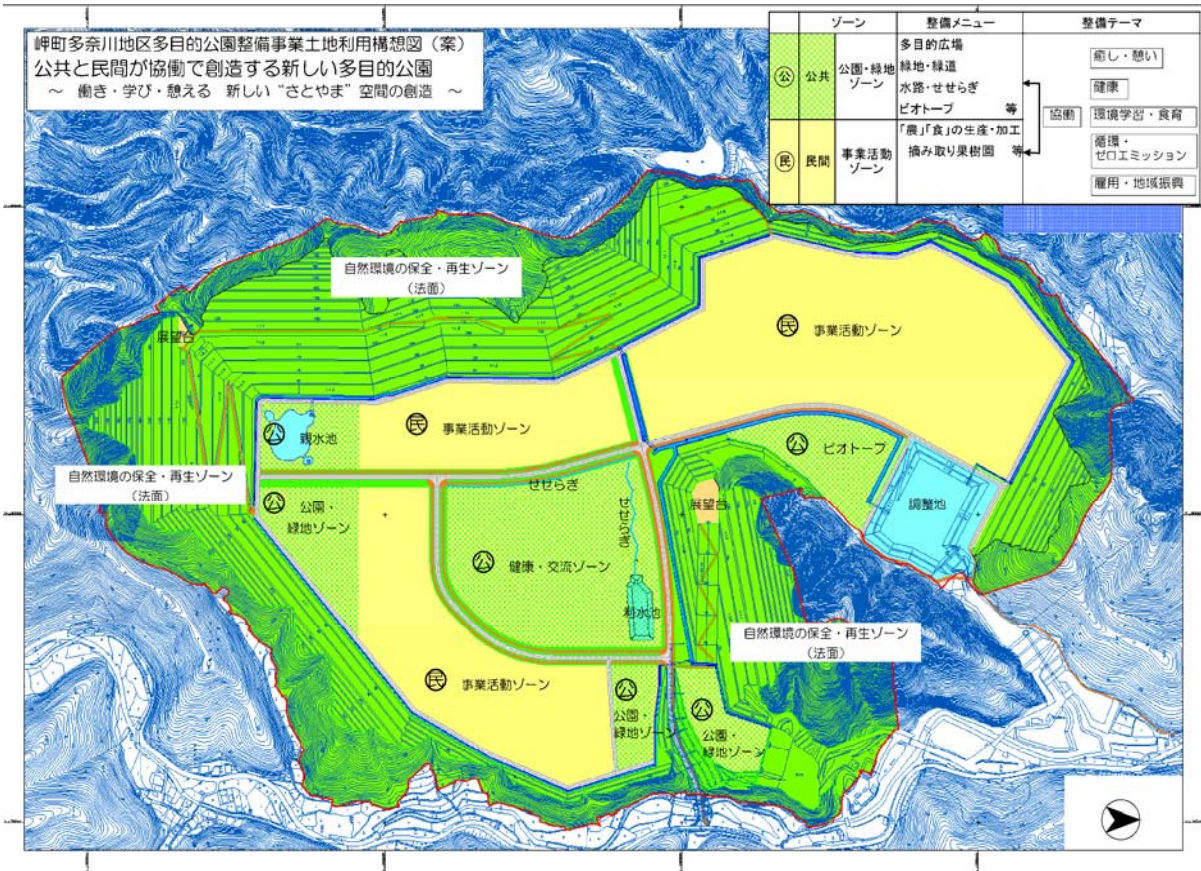 岬町多奈川地区多目的公園整備事業土地利用構想図（案）
公共と民間が協働で創造する新しい多目的公園
～ 働き・学び・憩える 新しい“さとやま”空間の創造 ～
ゾーン
整備メニュー
整備テーマ
公
公共
公園・緑地
ゾーン
多目的広場
緑地・緑道
水路・せせらぎ
ビオトープ 等
民
民間
事業活動
ゾーン
「農」「食」の生産・加工
摘み取り果樹園 等
協働
癒し・憩い
健康
環境学習・食育
循環・
ゼロエミッション
雇用・地域振興
自然環境の保全・再生ゾーン
（法面）
展望台
民 事業活動ゾーン
公 親水池
民 事業活動ゾーン
公 ビオトープ
自然環境の保全・再生ゾーン
（法面）
せせらぎ
せせらぎ
展望台
調整池
公 公園・
緑地ゾーン
公 健康・交流ゾーン
利水池
自然環境の保全・再生ゾーン
（法面）
民 事業活動ゾーン
公
公園・
緑地ゾーン
公
公園・
緑地ゾーン